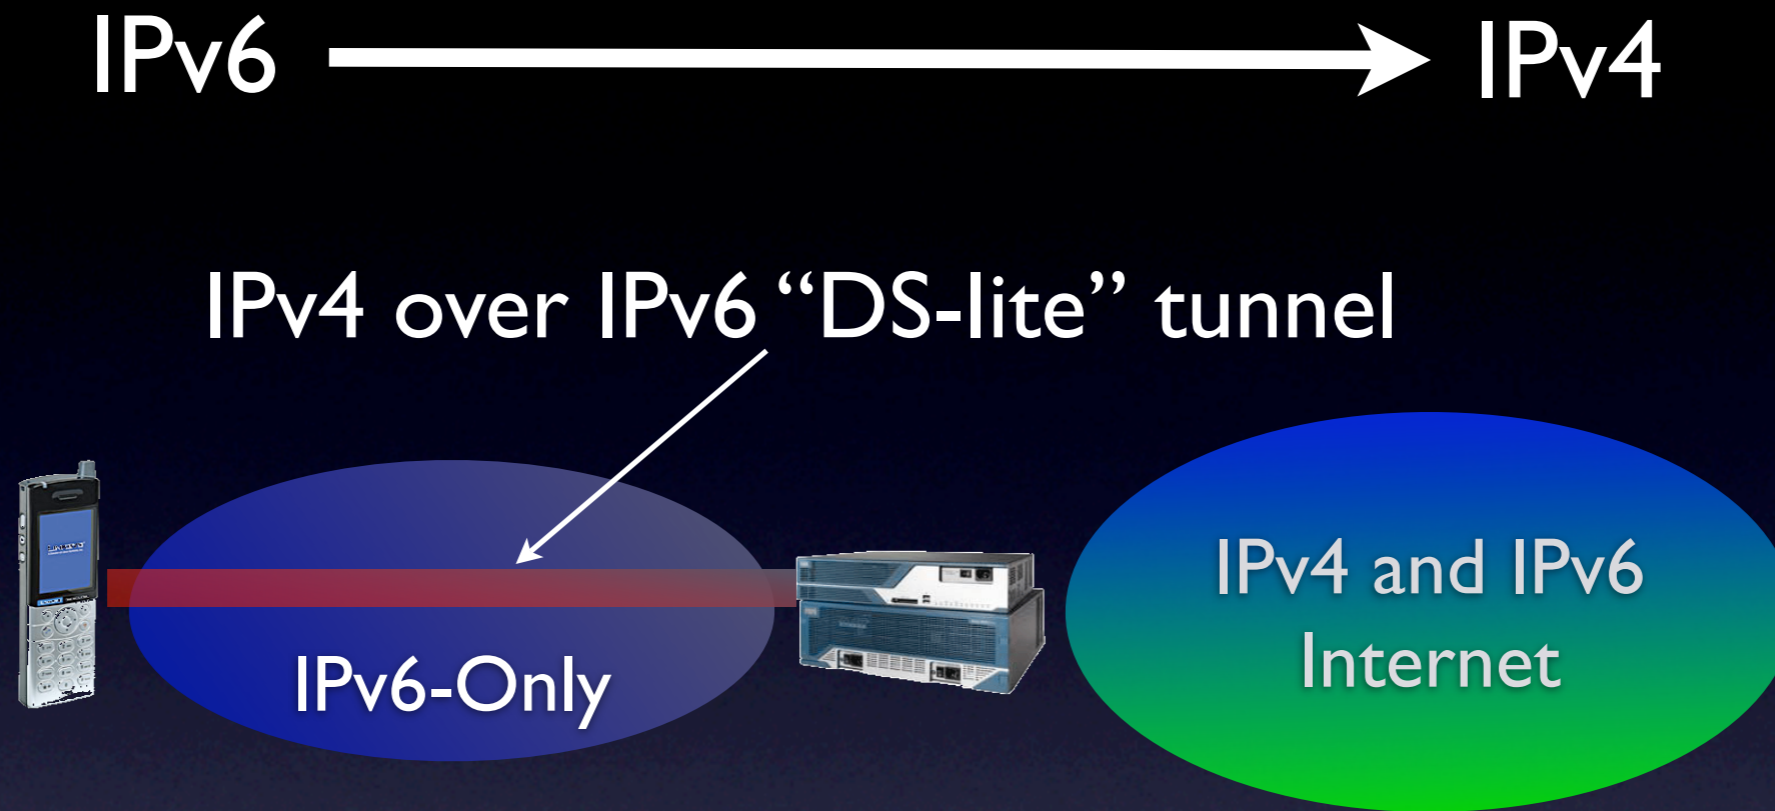 IPv6 IPv4
IPv4 over IPv6 “DS-lite” tunnel
IPv4 and IPv6
Internet
IPv6-Only